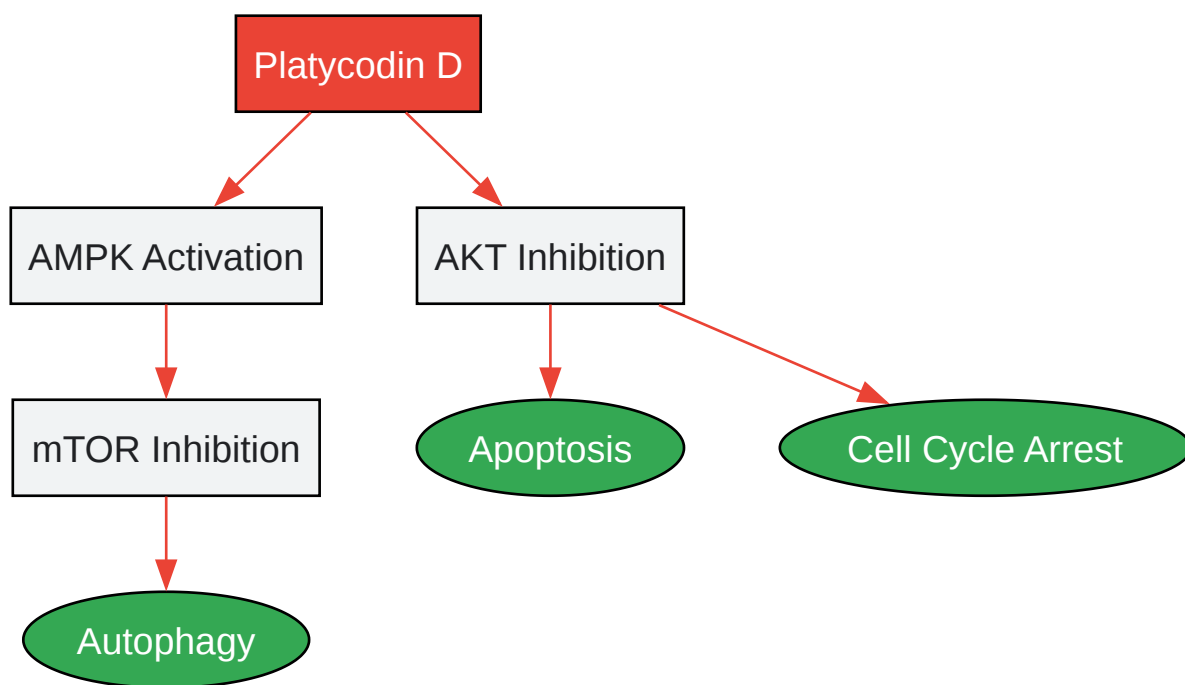 Platycodin D
AMPK Activation
AKT Inhibition
mTOR Inhibition
Apoptosis
Cell Cycle Arrest
Autophagy